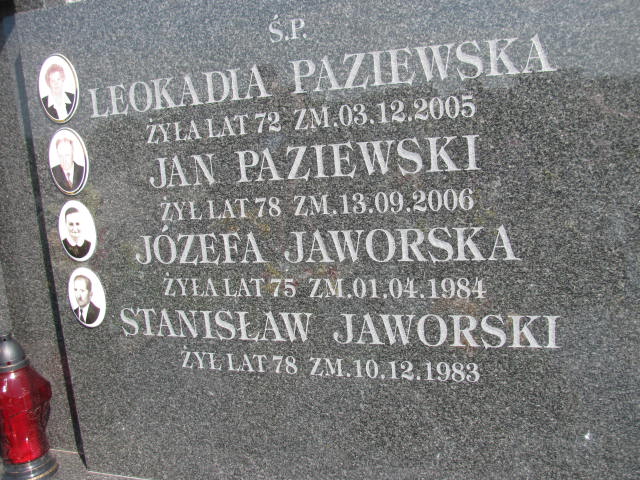 Ś.P.
LEOKADIA PAZIEWSKA
ŻYŁA LAT 72 ZM.03.12.2005
JAN PAZIEWSKI
ŻYŁ LAT 78 ZM.13.09.2006
JÓZEFA JAWORSKA
ŻYŁA LAT 75 ZM.01.04.1984
STANISŁAW JAWORSKI
ŻYŁ LAT 78 ZM.10.12.1983